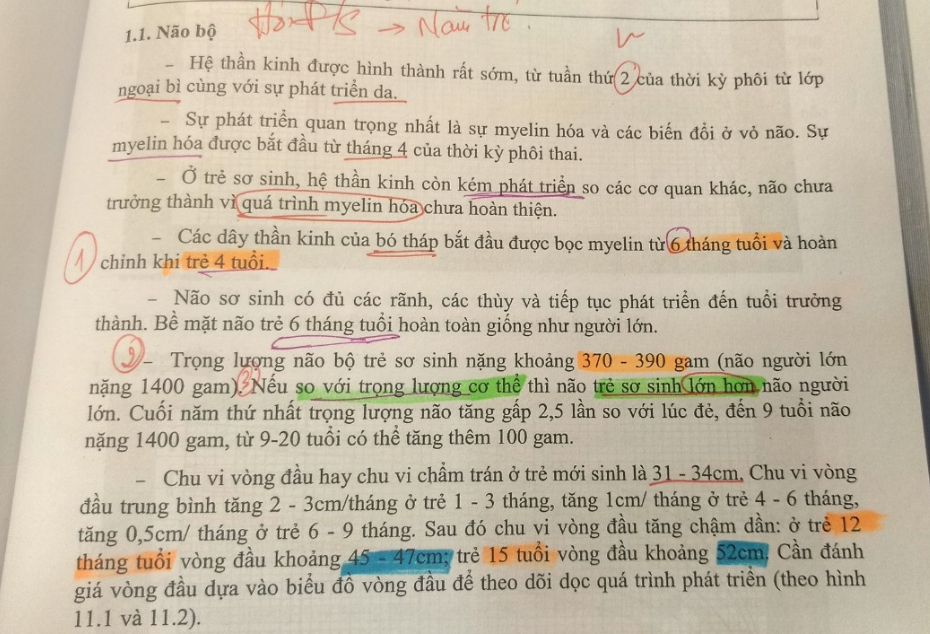 1.1. Não bộ
→ Năm
– Hệ thần kinh được hình thành rất sớm, từ tuần thứ 2 của thời kỳ phôi từ lớp
ngoại bì cùng với sự phát triển da.
– Sự phát triển quan trọng nhất là sự myelin hóa và các biến đổi ở vỏ não. Sự
myelin hóa được bắt đầu từ tháng 4 của thời kỳ phôi thai.
– Ở trẻ sơ sinh, hệ thần kinh còn kém phát triển so các cơ quan khác, não chưa
trưởng thành vì quá trình myelin hóa chưa hoàn thiện.
– Các dây thần kinh của bó tháp bắt đầu được bọc myelin từ 6 tháng tuổi và hoàn
1 chỉnh khi trẻ 4 tuổi.
– Não sơ sinh có đủ các rãnh, các thùy và tiếp tục phát triển đến tuổi trưởng
thành. Bề mặt não trẻ 6 tháng tuổi hoàn toàn giống như người lớn.
– Trọng lượng não bộ trẻ sơ sinh nặng khoảng 370 - 390 gam (não người lớn
nặng 1400 gam). Nếu so với trọng lượng cơ thể thì não trẻ sơ sinh lớn hơn não người
lớn. Cuối năm thứ nhất trọng lượng não tăng gấp 2,5 lần so với lúc đẻ, đến 9 tuổi não
nặng 1400 gam, từ 9-20 tuổi có thể tăng thêm 100 gam.
– Chu vi vòng đầu hay chu vi chẩm trán ở trẻ mới sinh là 31 - 34cm. Chu vi vòng
đầu trung bình tăng 2 - 3cm/tháng ở trẻ 1 - 3 tháng, tăng 1cm/ tháng ở trẻ 4 - 6 tháng,
tăng 0,5cm/ tháng ở trẻ 6 - 9 tháng. Sau đó chu vi vòng đầu tăng chậm dần: ở trẻ 12
tháng tuổi vòng đầu khoảng 45 - 47cm; trẻ 15 tuổi vòng đầu khoảng 52cm. Cần đánh
giá vòng đầu dựa vào biểu đồ vòng đầu để theo dõi dọc quá trình phát triển (theo hình
11.1 và 11.2).